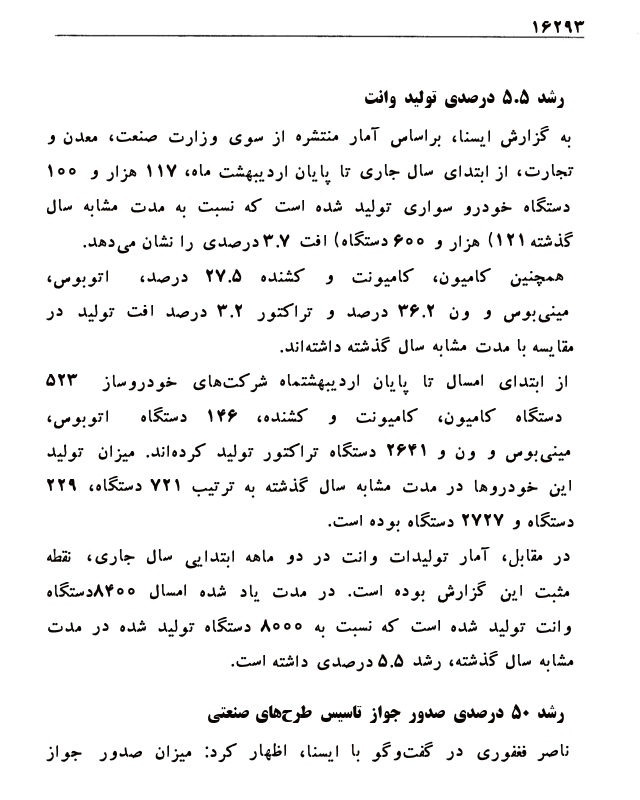 ۱۶۲۹۳
رشد ۵.۵ درصدی تولید وانت
به گزارش ایسنا، براساس آمار منتشره از سوی وزارت صنعت، معدن و
تجارت، از ابتدای سال جاری تا پایان اردیبهشت ماه، ۱۱۷ هزار و ۱۰۰
دستگاه خودرو سواری تولید شده است که نسبت به مدت مشابه سال
گذشته ۱۲۱) هزار و ۶۰۰ دستگاه) افت ۳.۷ درصدی را نشان می‌دهد.
همچنین کامیون، کامیونت و کشنده ۲۷.۵ درصد، اتوبوس،
مینی‌بوس و ون ۳۶.۲ درصد و تراکتور ۳.۲ درصد افت تولید در
مقایسه با مدت مشابه سال گذشته داشته‌اند.
از ابتدای امسال تا پایان اردیبهشتماه شرکت‌های خودروساز ۵۲۳
دستگاه کامیون، کامیونت و کشنده، ۱۴۶ دستگاه اتوبوس،
مینی‌بوس و ون و ۲۶۴۱ دستگاه تراکتور تولید کرده‌اند. میزان تولید
این خودروها در مدت مشابه سال گذشته به ترتیب ۷۲۱ دستگاه، ۲۲۹
دستگاه و ۲۷۲۷ دستگاه بوده است.
در مقابل، آمار تولیدات وانت در دو ماهه ابتدایی سال جاری، نقطه
مثبت این گزارش بوده است. در مدت یاد شده امسال ۸۴۰۰دستگاه
وانت تولید شده است که نسبت به ۸۰۰۰ دستگاه تولید شده در مدت
مشابه سال گذشته، رشد ۵.۵ درصدی داشته است.
رشد ۵۰ درصدی صدور جواز تاسیس طرح‌های صنعتی
ناصر فغفوری در گفت‌وگو با ایسنا، اظهار کرد: میزان صدور جواز